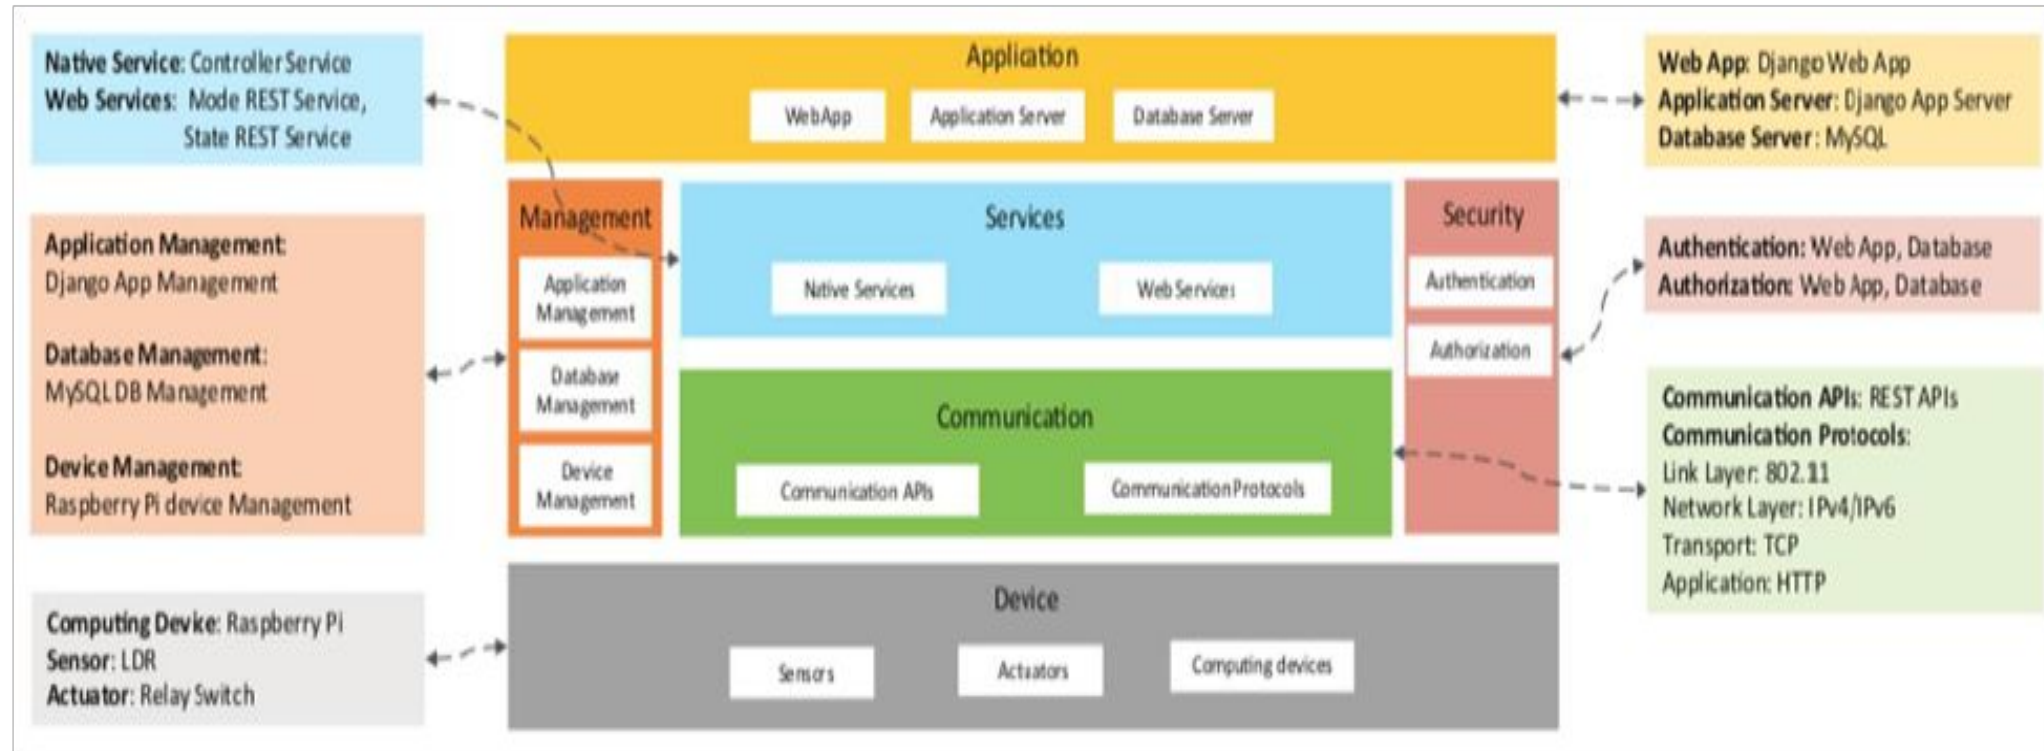 Native Service: Controller Service
Web Services: Mode REST Service,
State REST Service
Application Management:
Django App Management
Database Management:
MySQL DB Management
Device Management:
Raspberry Pi device Management
Computing Device: Raspberry Pi
Sensor: LDR
Actuator: Relay Switch
Application
WebApp
Application Server
Database Server
Management
Application
Management
Database
Management
Device
Management
Services
Native Services
Web Services
Communication
Communication APIs
Communication Protocols
Security
Authentication
Authorization
Device
Sensors
Actuators
Computing devices
Web App: Django Web App
Application Server: Django App Server
Database Server: MySQL
Authentication: Web App, Database
Authorization: Web App, Database
Communication APIs: REST APIs
Communication Protocols:
Link Layer: 802.11
Network Layer: IPv4/IPv6
Transport: TCP
Application: HTTP